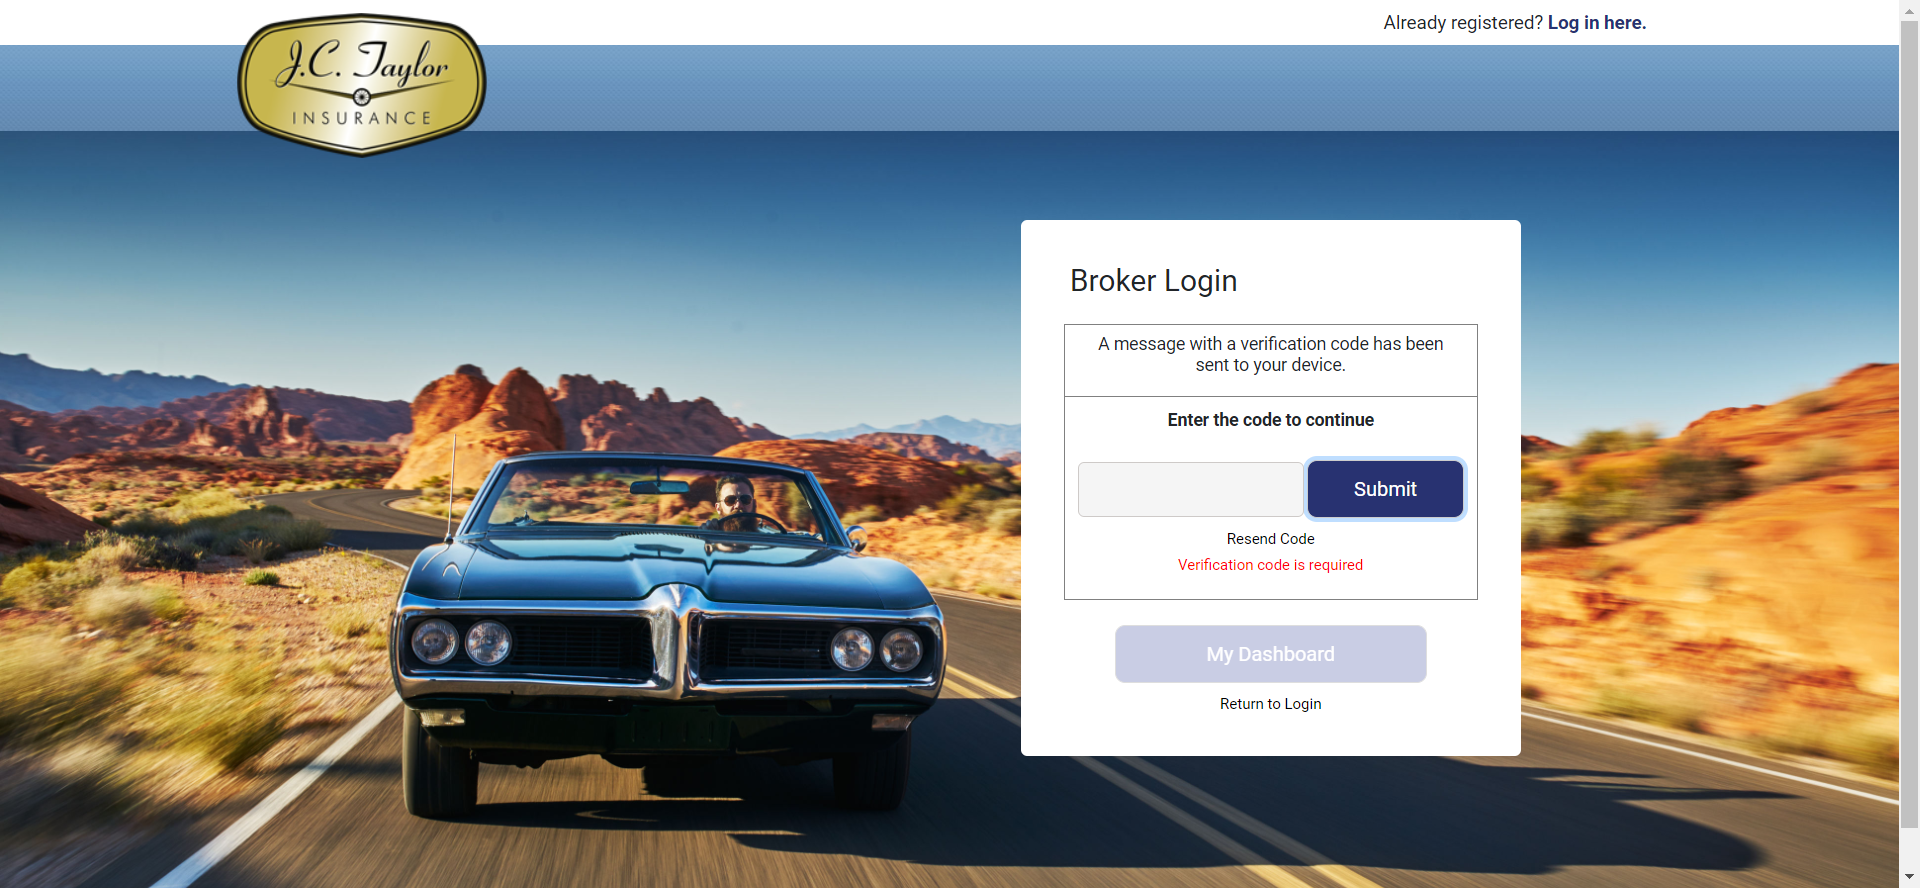 Already registered? Log in here.
J.C. Taylor
INSURANCE
Broker Login
A message with a verification code has been
sent to your device.
Enter the code to continue
Submit
Resend Code
Verification code is required
My Dashboard
Return to Login